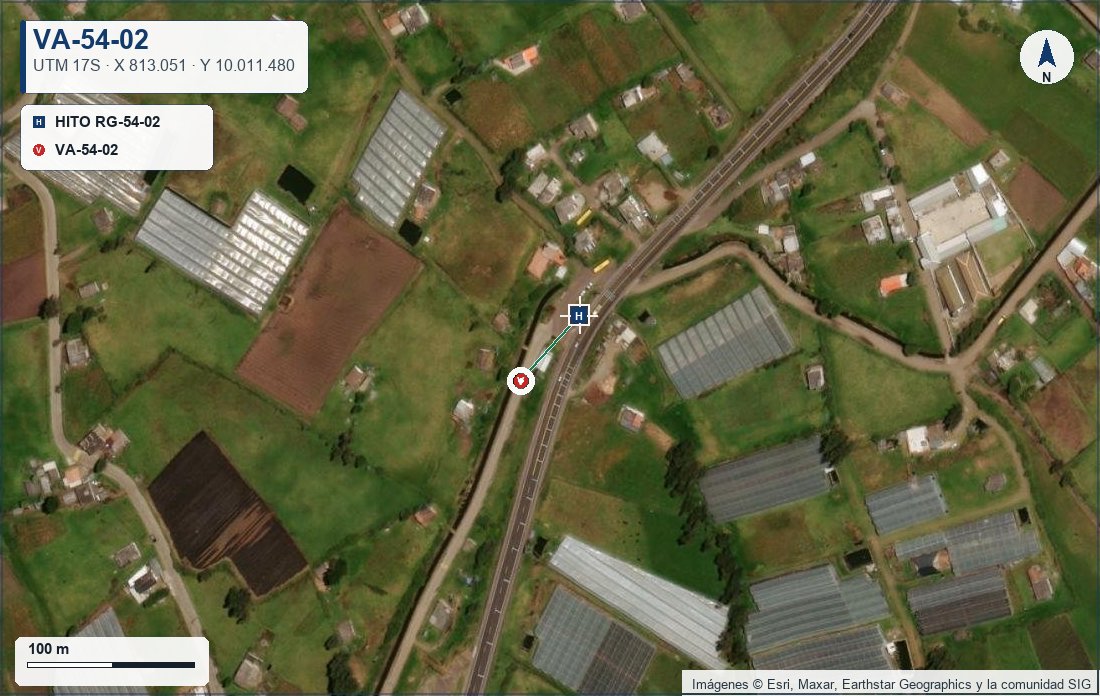 VA-54-02
UTM 17S · X 813.051 · Y 10.011.480
H HITO RG-54-02
V VA-54-02
N
H
V
100 m
Imágenes © Esri, Maxar, Earthstar Geographics y la comunidad SIG